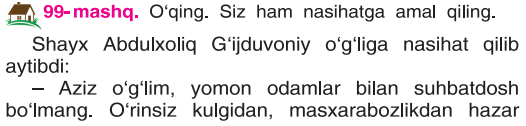 99-mashq. O‘qing. Siz ham nasihatga amal qiling.
Shayx Abdulxoliq G‘ijduvoniy o‘g‘liga nasihat qilib
aytibdi:
– Aziz o‘g‘lim, yomon odamlar bilan suhbatdosh
bo‘lmang. O‘rinsiz kulgidan, masxarabozlikdan hazar